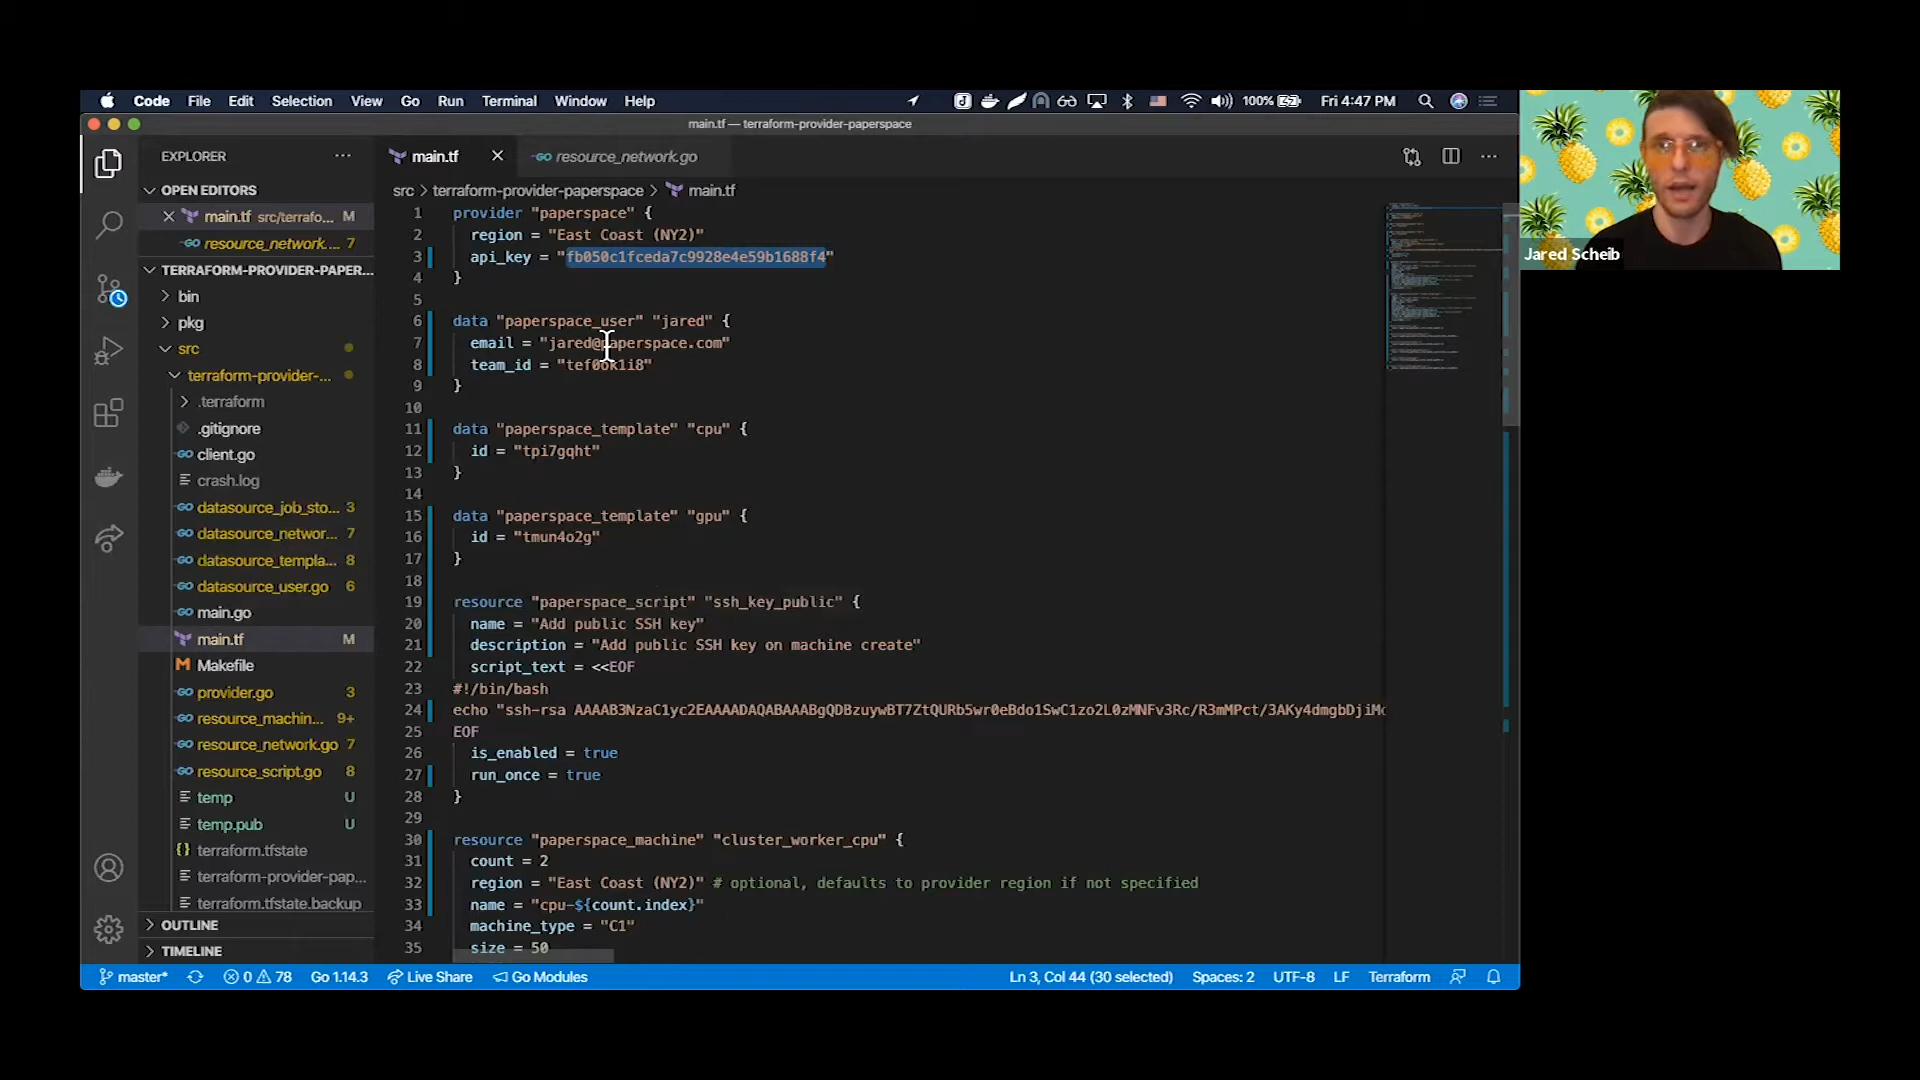 Code File Edit Selection View Go Run Terminal Window Help 100% Fri 4:47 PM
main.tf — terraform-provider-paperspace
EXPLORER
main.tf
resource_network.go
OPEN EDITORS
main.tf src/terrafo... M
resource_network.... 7
TERRAFORM-PROVIDER-PAPER...
bin
pkg
src
terraform-provider-...
.terraform
.gitignore
client.go
crash.log
datasource_job_sto... 3
datasource_networ... 7
datasource_templa... 8
datasource_user.go 6
main.go
main.tf M
Makefile
provider.go 3
resource_machin... 9+
resource_network.go 7
resource_script.go 8
temp U
temp.pub U
terraform.tfstate
terraform-provider-pap...
terraform.tfstate.backup
OUTLINE
TIMELINE
src > terraform-provider-paperspace > main.tf
1 provider "paperspace" {
2 region = "East Coast (NY2)"
3 api_key = "fb050c1fceda7c9928e4e59b1688f4"
4 }
5
6 data "paperspace_user" "jared" {
7 email = "jared@paperspace.com"
8 team_id = "tef0ok1i8"
9 }
10
11 data "paperspace_template" "cpu" {
12 id = "tpi7gqht"
13 }
14
15 data "paperspace_template" "gpu" {
16 id = "tmun4o2g"
17 }
18
19 resource "paperspace_script" "ssh_key_public" {
20 name = "Add public SSH key"
21 description = "Add public SSH key on machine create"
22 script_text = <<EOF
23 #!/bin/bash
24 echo "ssh-rsa AAAAB3NzaC1yc2EAAAADAQABAAABgQDBzuywBT7ZtQURb5wr0eBdo1SwC1zo2L0zMNFv3Rc/R3mMPct/3AKy4dmgbDjiMc
25 EOF
26 is_enabled = true
27 run_once = true
28 }
29
30 resource "paperspace_machine" "cluster_worker_cpu" {
31 count = 2
32 region = "East Coast (NY2)" # optional, defaults to provider region if not specified
33 name = "cpu-${count.index}"
34 machine_type = "C1"
35 size = 50
master* 0 78 Go 1.14.3 Live Share Go Modules Ln 3, Col 44 (30 selected) Spaces: 2 UTF-8 LF Terraform
Jared Scheib